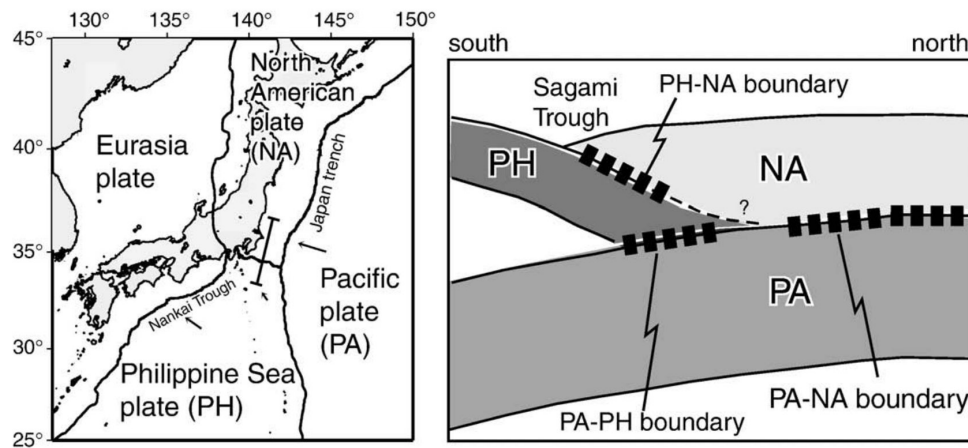 130° 135° 140° 145° 150°
45°
40°
35°
30°
25°
North
American
plate
(NA)
Eurasia
plate
Japan trench
Pacific
plate
(PA)
Nankai Trough
Philippine Sea
plate (PH)
south north
Sagami
Trough
PH-NA boundary
PH
NA
?
PA
PA-PH boundary
PA-NA boundary